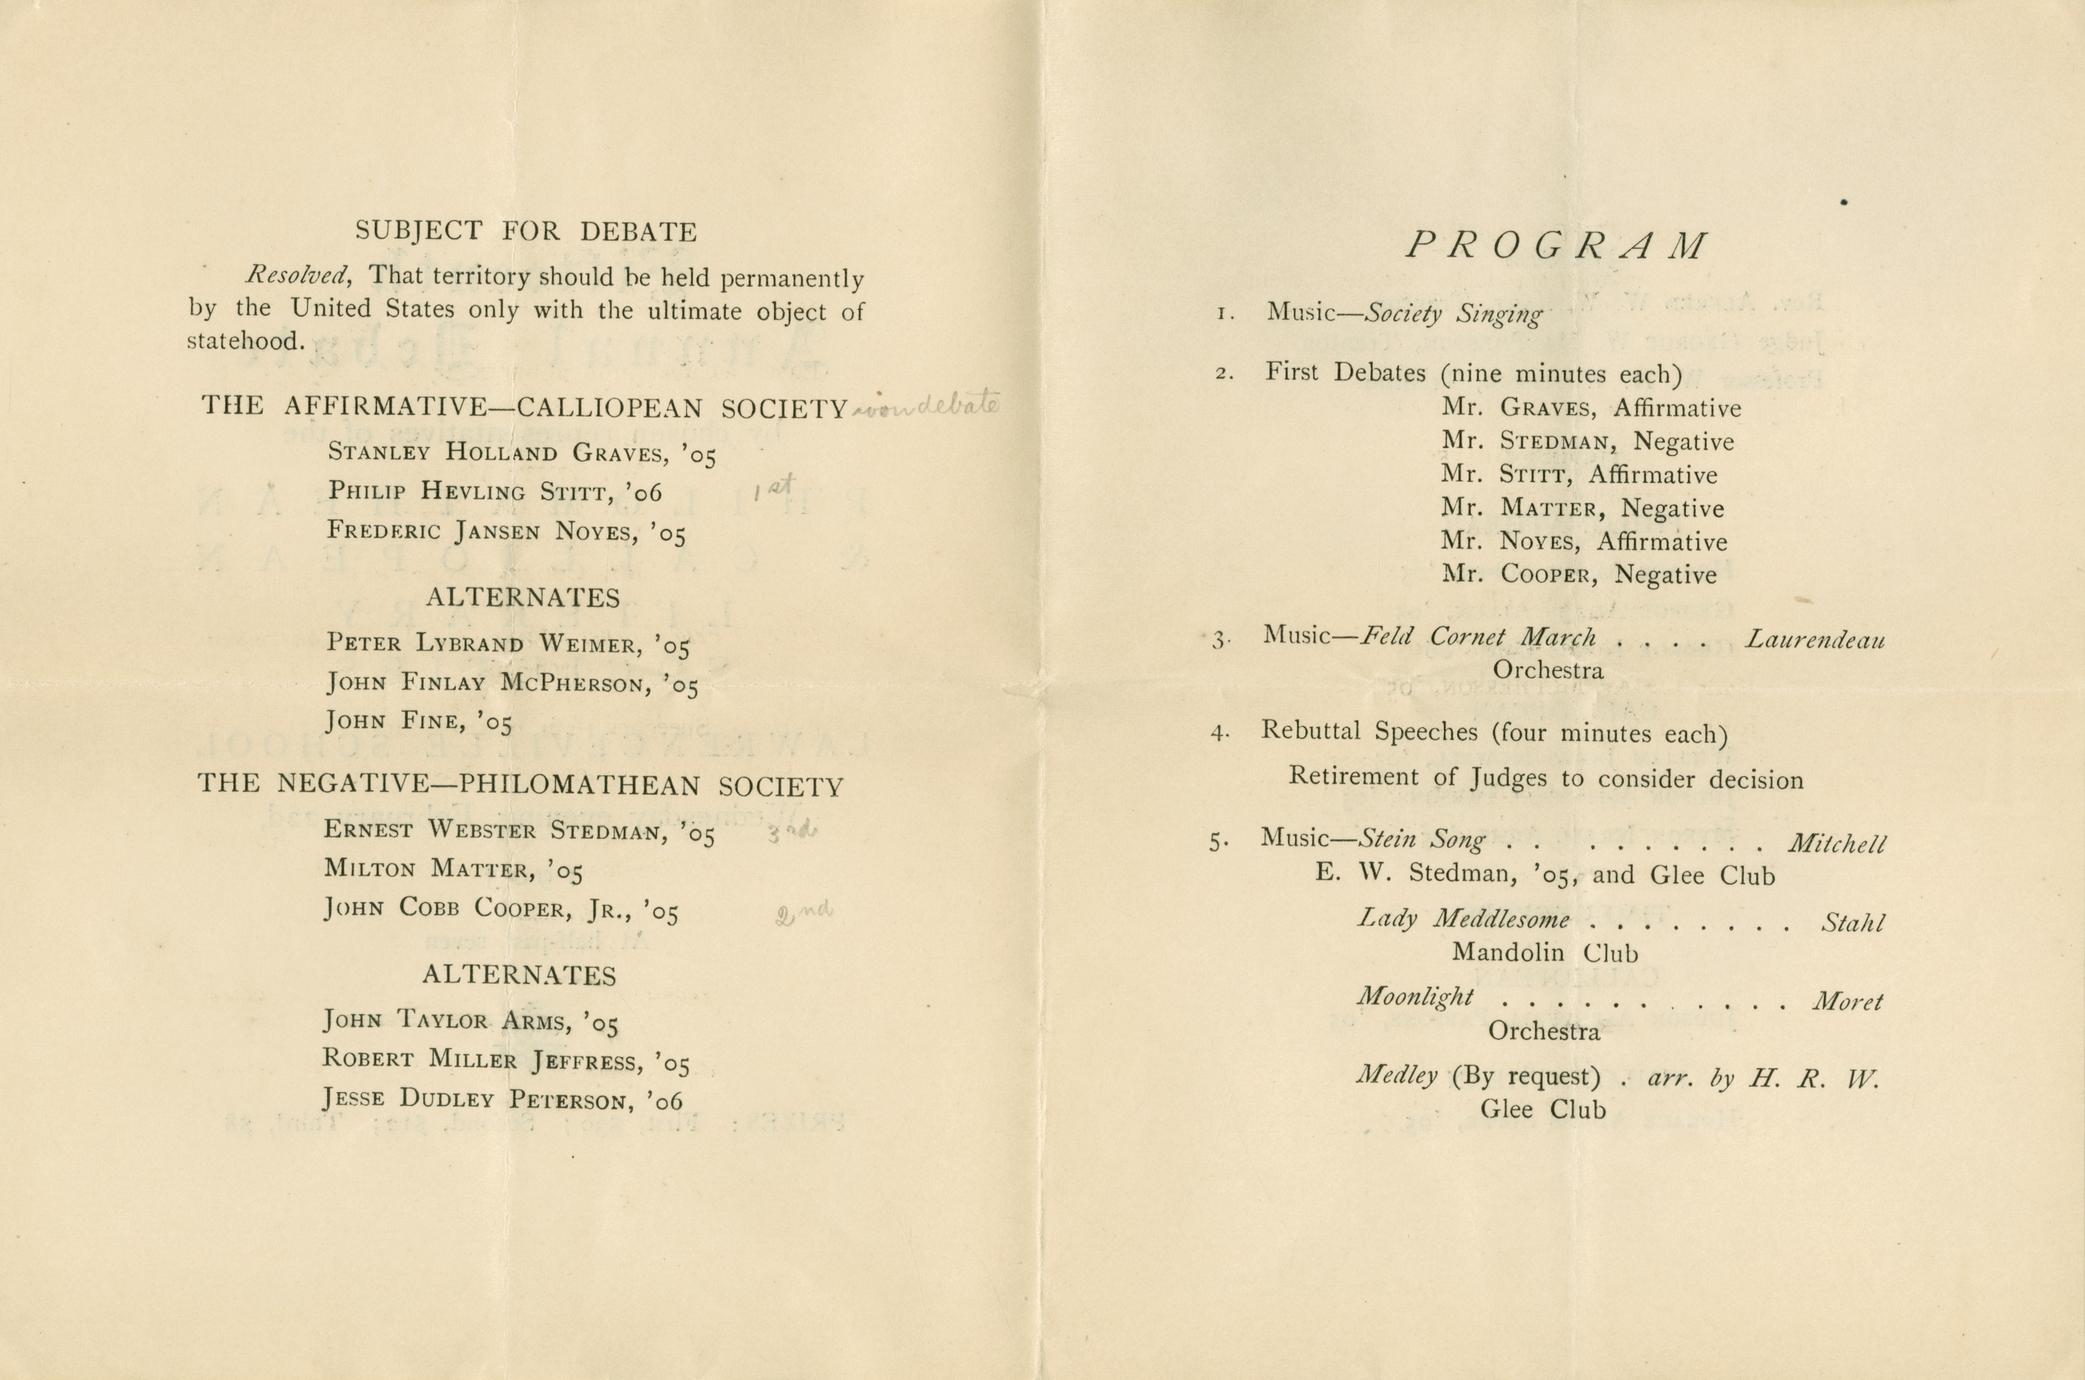 SUBJECT FOR DEBATE
Resolved, That territory should be held permanently
by the United States only with the ultimate object of
statehood.
THE AFFIRMATIVE—CALLIOPEAN SOCIETY won debate
STANLEY HOLLAND GRAVES, '05
PHILIP HEVLING STITT, '06 1st
FREDERIC JANSEN NOYES, '05
ALTERNATES
PETER LYBRAND WEIMER, '05
JOHN FINLAY MCPHERSON, '05
JOHN FINE, '05
THE NEGATIVE—PHILOMATHEAN SOCIETY
ERNEST WEBSTER STEDMAN, '05 3rd
MILTON MATTER, '05
JOHN COBB COOPER, JR., '05 2nd
ALTERNATES
JOHN TAYLOR ARMS, '05
ROBERT MILLER JEFFRESS, '05
JESSE DUDLEY PETERSON, '06
PROGRAM
1. Music—Society Singing
2. First Debates (nine minutes each)
Mr. GRAVES, Affirmative
Mr. STEDMAN, Negative
Mr. STITT, Affirmative
Mr. MATTER, Negative
Mr. NOYES, Affirmative
Mr. COOPER, Negative
3. Music—Feld Cornet March . . . . Laurendeau
Orchestra
4. Rebuttal Speeches (four minutes each)
Retirement of Judges to consider decision
5. Music—Stein Song . . . . . . . . . Mitchell
E. W. Stedman, '05, and Glee Club
Lady Meddlesome . . . . . . . . Stahl
Mandolin Club
Moonlight . . . . . . . . . . . Moret
Orchestra
Medley (By request) . arr. by H. R. W.
Glee Club